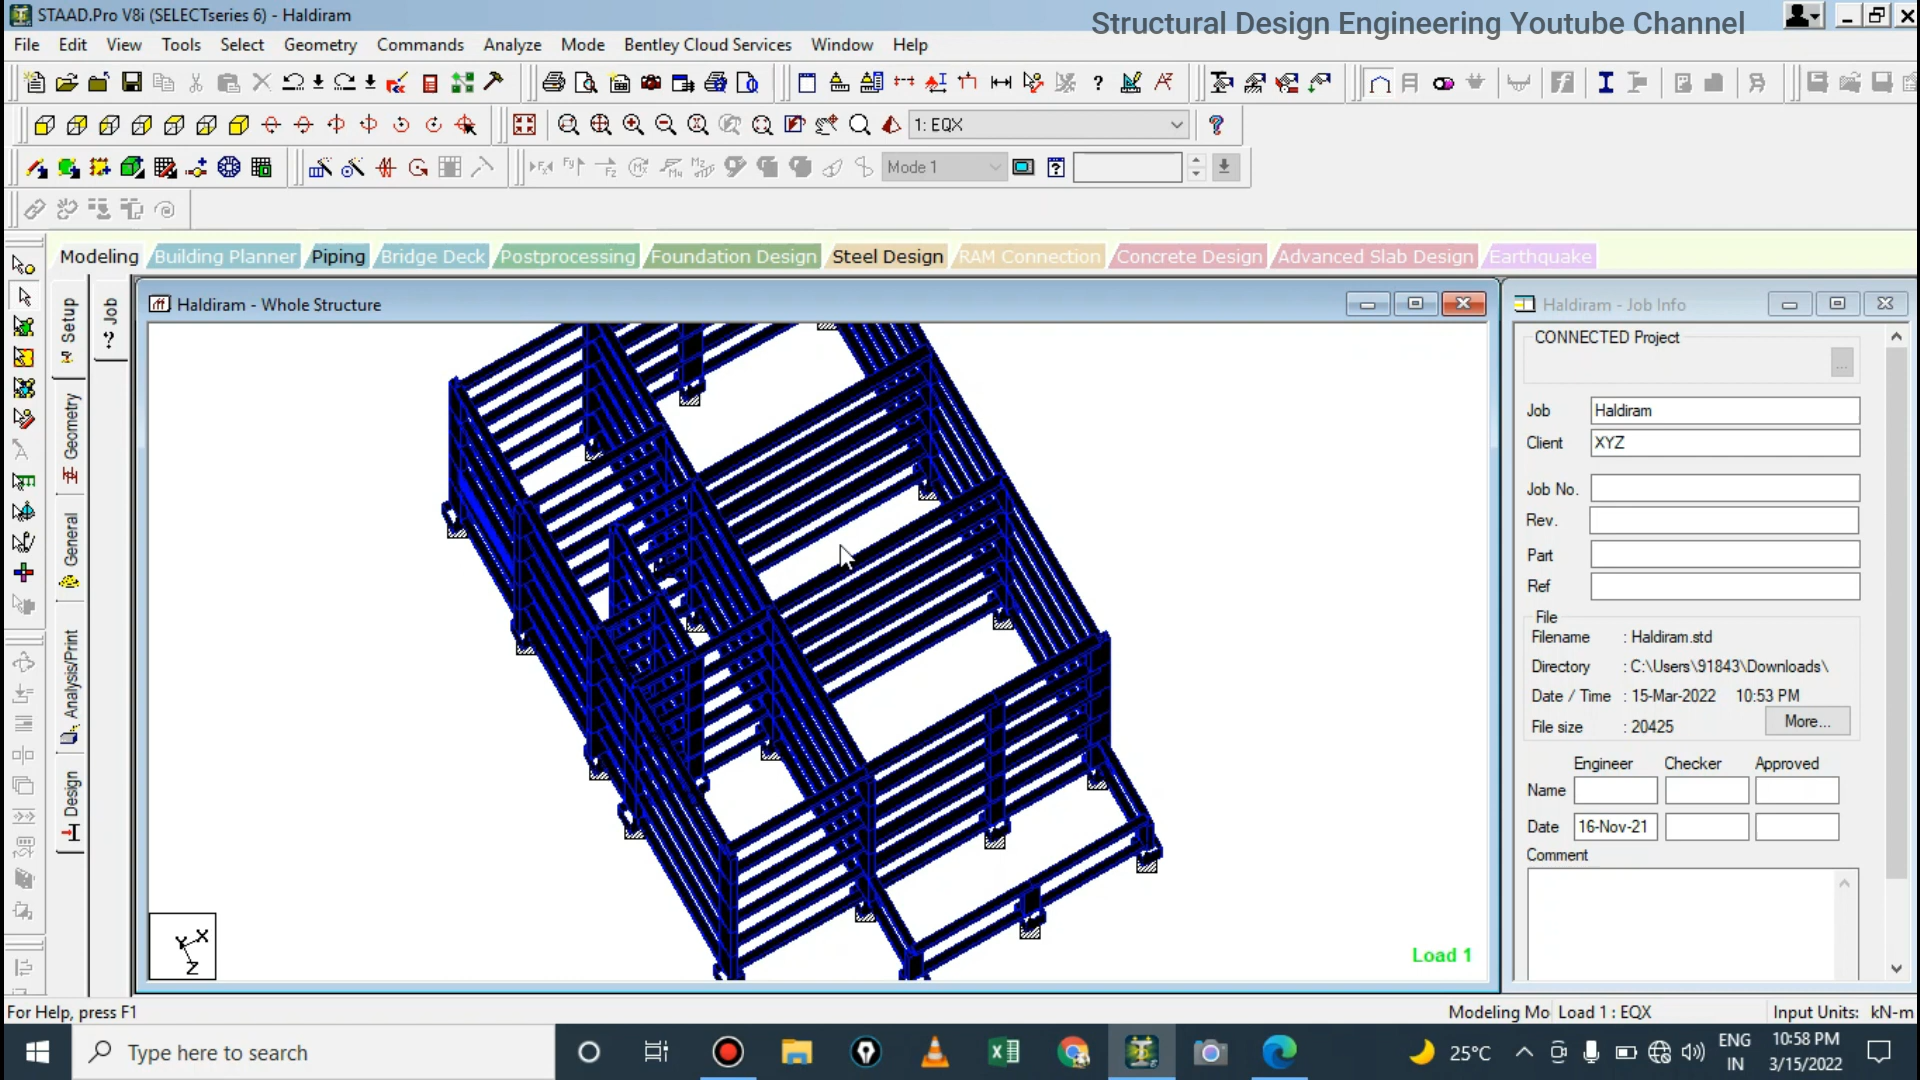 STAAD.Pro V8i (SELECTseries 6) - Haldiram
Structural Design Engineering Youtube Channel
File Edit View Tools Select Geometry Commands Analyze Mode Bentley Cloud Services Window Help
1: EQX
Mode 1
Modeling Building Planner Piping Bridge Deck Postprocessing Foundation Design Steel Design RAM Connection Concrete Design Advanced Slab Design Earthquake
Setup
Geometry
General
Analysis/Print
Design
Job
Haldiram - Whole Structure
Load 1
X
Y
Z
Haldiram - Job Info
CONNECTED Project
...
Job Haldiram
Client XYZ
Job No.
Rev.
Part
Ref
File
Filename : Haldiram.std
Directory : C:\Users\91843\Downloads\
Date / Time : 15-Mar-2022 10:53 PM
File size : 20425 More...
Engineer Checker Approved
Name
Date 16-Nov-21
Comment
For Help, press F1
Modeling Mo Load 1 : EQX Input Units: kN-m
Type here to search
25°C
ENG
IN
10:58 PM
3/15/2022